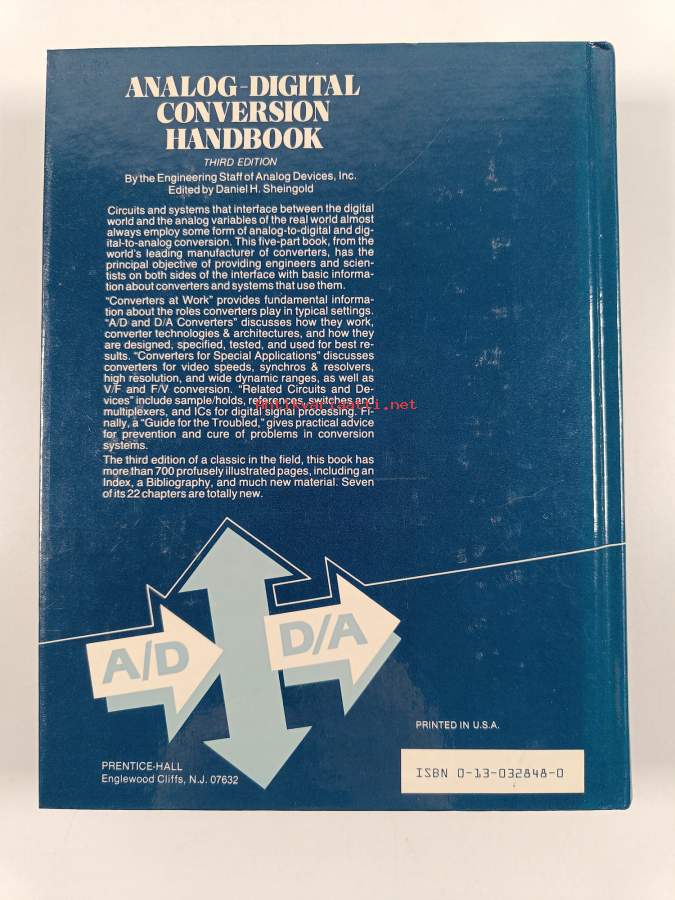 ANALOG-DIGITAL
CONVERSION
HANDBOOK
THIRD EDITION
By the Engineering Staff of Analog Devices, Inc.
Edited by Daniel H. Sheingold
Circuits and systems that interface between the digital
world and the analog variables of the real world almost
always employ some form of analog-to-digital and dig-
ital-to-analog conversion. This five-part book, from the
world's leading manufacturer of converters, has the
principal objective of providing engineers and scien-
tists on both sides of the interface with basic informa-
tion about converters and systems that use them.
"Converters at Work" provides fundamental informa-
tion about the roles converters play in typical settings.
"A/D and D/A Converters" discusses how they work,
converter technologies & architectures, and how they
are designed, specified, tested, and used for best re-
sults. "Converters for Special Applications" discusses
converters for video speeds, synchros & resolvers,
high resolution, and wide dynamic ranges, as well as
V/F and F/V conversion. "Related Circuits and De-
vices" include sample/holds, references, switches and
multiplexers, and ICs for digital signal processing. Fi-
nally, a "Guide for the Troubled," gives practical advice
for prevention and cure of problems in conversion
systems.
The third edition of a classic in the field, this book has
more than 700 profusely illustrated pages, including an
Index, a Bibliography, and much new material. Seven
of its 22 chapters are totally new.
A/D
D/A
PRINTED IN U.S.A.
PRENTICE-HALL
Englewood Cliffs, N.J. 07632
ISBN 0-13-032848-0